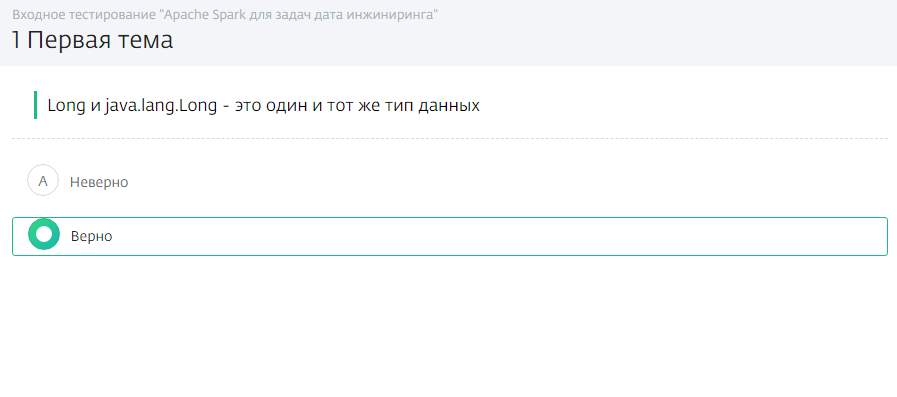 Входное тестирование "Apache Spark для задач дата инжиниринга"
1 Первая тема
Long и java.lang.Long - это один и тот же тип данных
A Неверно
Верно